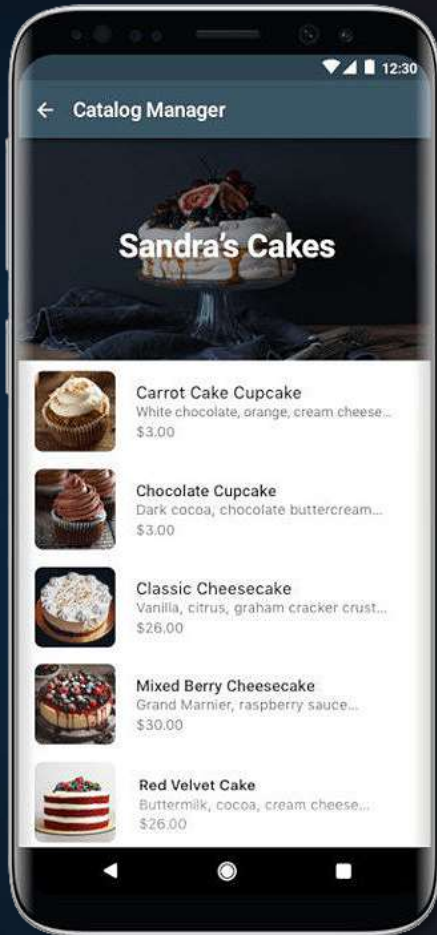 12:30
Catalog Manager
Sandra's Cakes
Carrot Cake Cupcake
White chocolate, orange, cream cheese...
$3.00
Chocolate Cupcake
Dark cocoa, chocolate buttercream...
$3.00
Classic Cheesecake
Vanilla, citrus, graham cracker crust...
$26.00
Mixed Berry Cheesecake
Grand Marnier, raspberry sauce...
$30.00
Red Velvet Cake
Buttermilk, cocoa, cream cheese...
$26.00